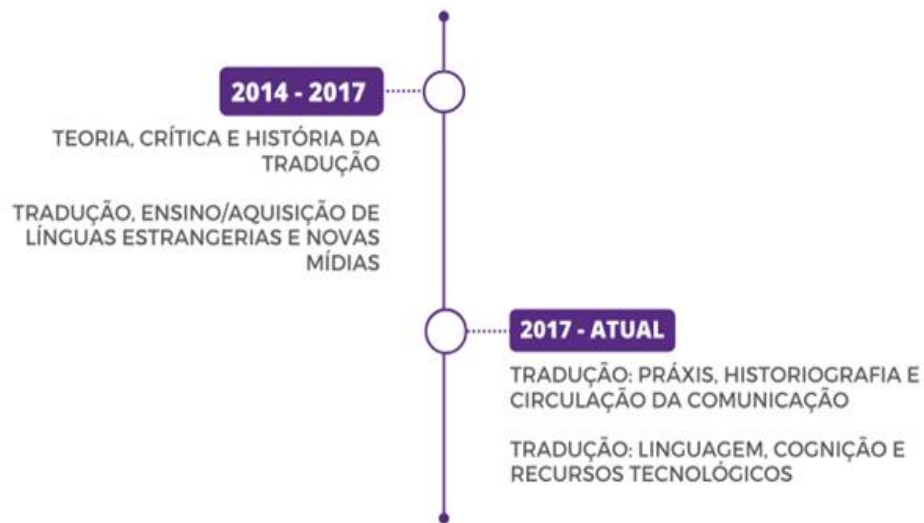 2014 - 2017
TEORIA, CRÍTICA E HISTÓRIA DA
TRADUÇÃO
TRADUÇÃO, ENSINO/AQUISIÇÃO DE
LÍNGUAS ESTRANGERIAS E NOVAS
MÍDIAS
2017 - ATUAL
TRADUÇÃO: PRÁXIS, HISTORIOGRAFIA E
CIRCULAÇÃO DA COMUNICAÇÃO
TRADUÇÃO: LINGUAGEM, COGNIÇÃO E
RECURSOS TECNOLÓGICOS